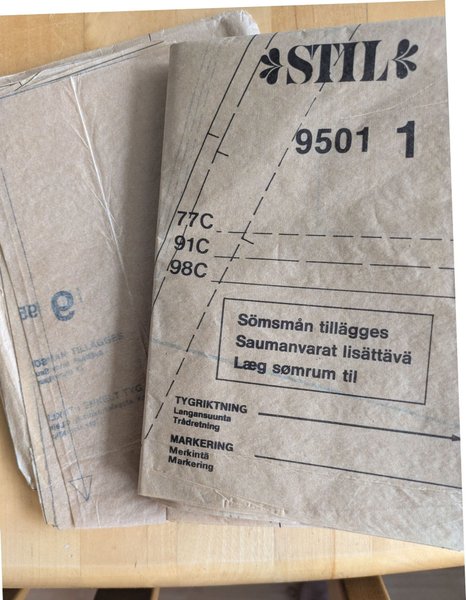 STIL
9501 1
77C
91C
98C
Sömsmån tillägges
Saumanvarat lisättävä
Læg sømrum til
TYGRIKTNING
Langansuunta
Trådretning
MARKERING
Merkintä
Markering
9